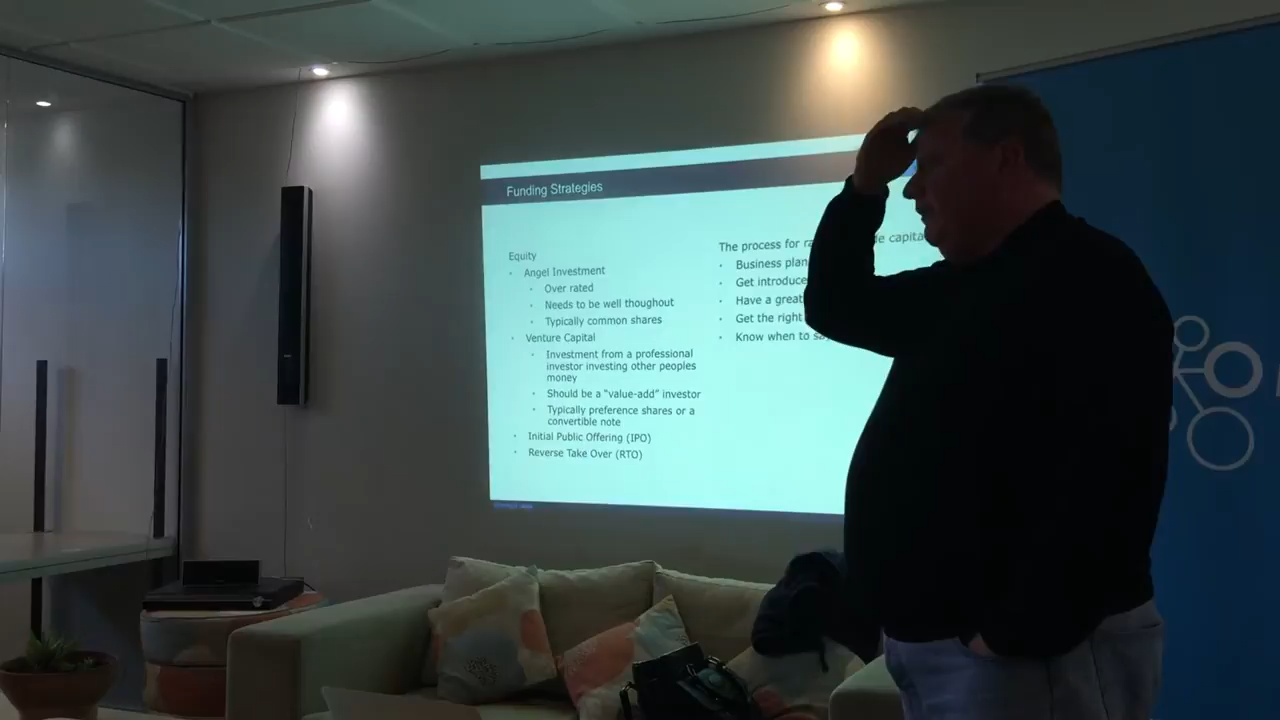 Funding Strategies
Equity
Angel Investment
Over rated
Needs to be well thoughout
Typically common shares
Venture Capital
Investment from a professional
investor investing other peoples
money
Should be a "value-add" investor
Typically preference shares or a
convertible note
Initial Public Offering (IPO)
Reverse Take Over (RTO)
The process for capita
Business plan
Get introduce
Have a great
Get the right
Know when to